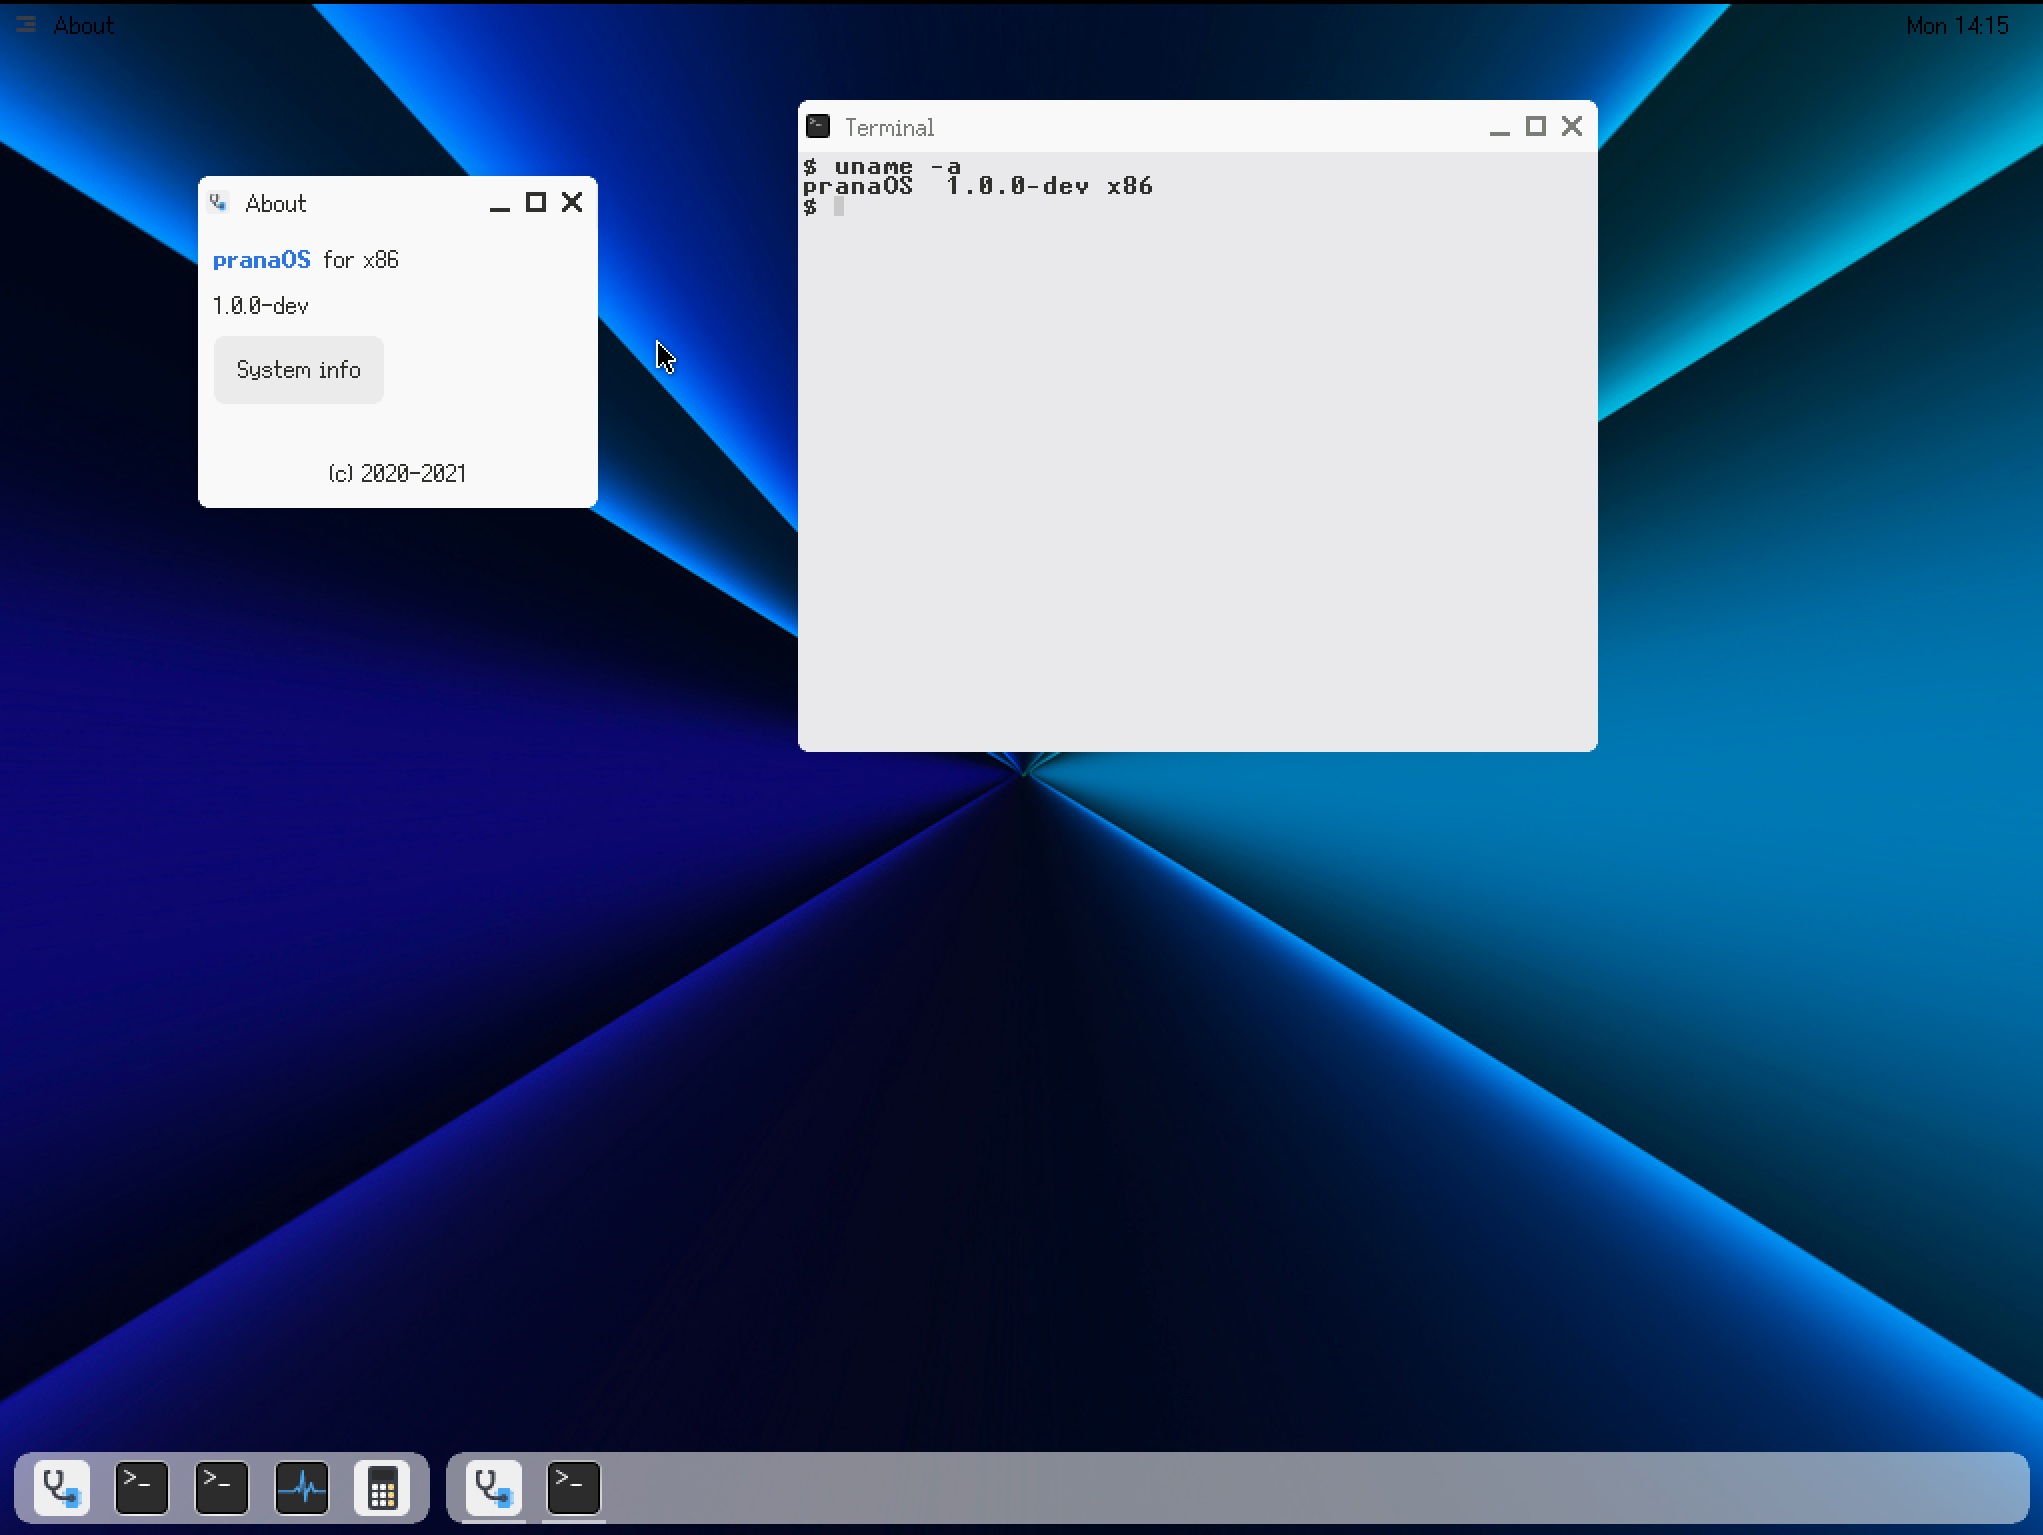 About
Mon 14:15
Terminal
$ uname -a
pranaOS  1.0.0-dev x86
$
About
pranaOS for x86
1.0.0-dev
System info
(c) 2020-2021
>-
>-
>-